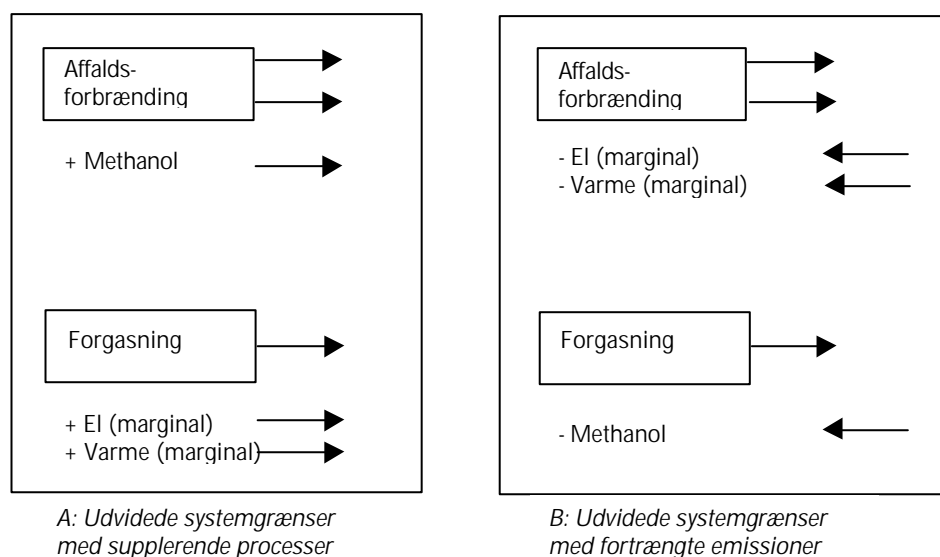 Affalds-
forbrænding
+ Methanol
Forgasning
+ El (marginal)
+ Varme (marginal)
A: Udvidede systemgrænser
med supplerende processer
Affalds-
forbrænding
- El (marginal)
- Varme (marginal)
Forgasning
- Methanol
B: Udvidede systemgrænser
med fortrængte emissioner